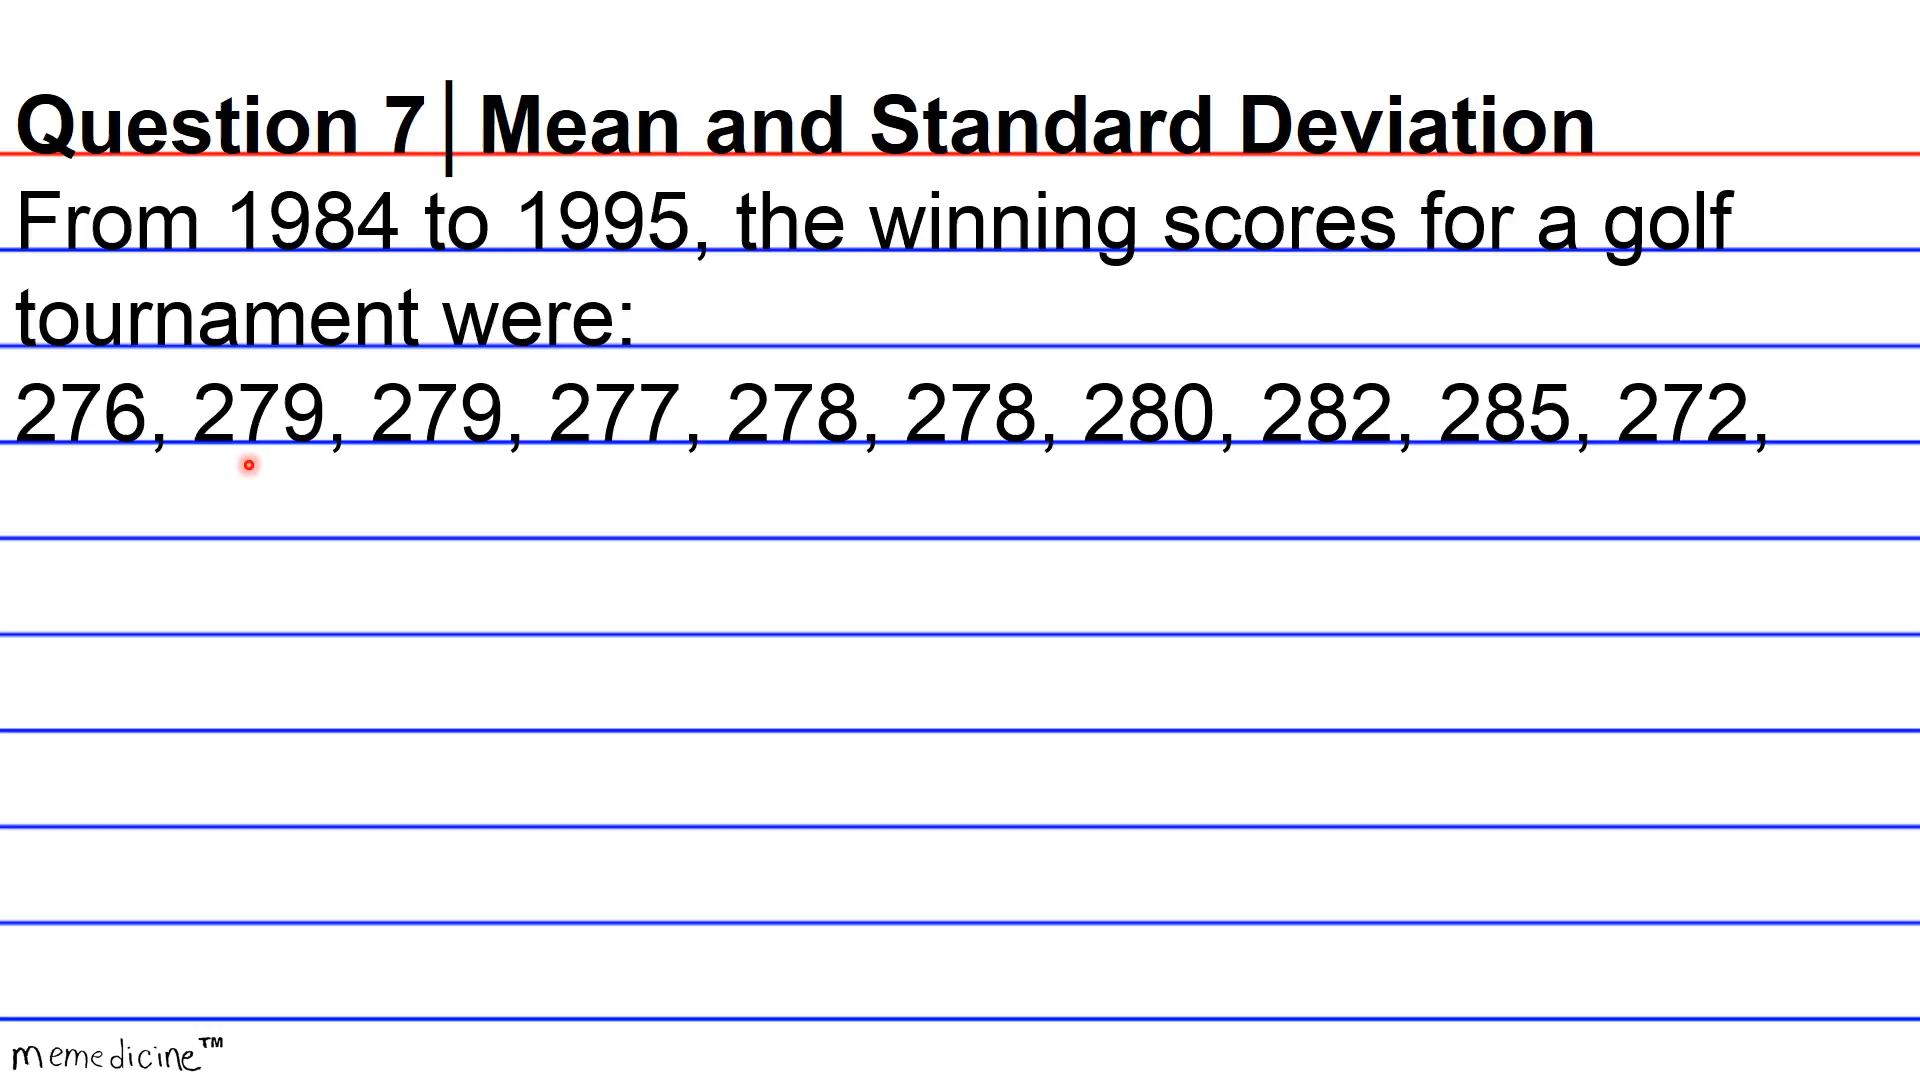 Question 7│Mean and Standard Deviation
From 1984 to 1995, the winning scores for a golf
tournament were:
276, 279, 279, 277, 278, 278, 280, 282, 285, 272,
memedicine™